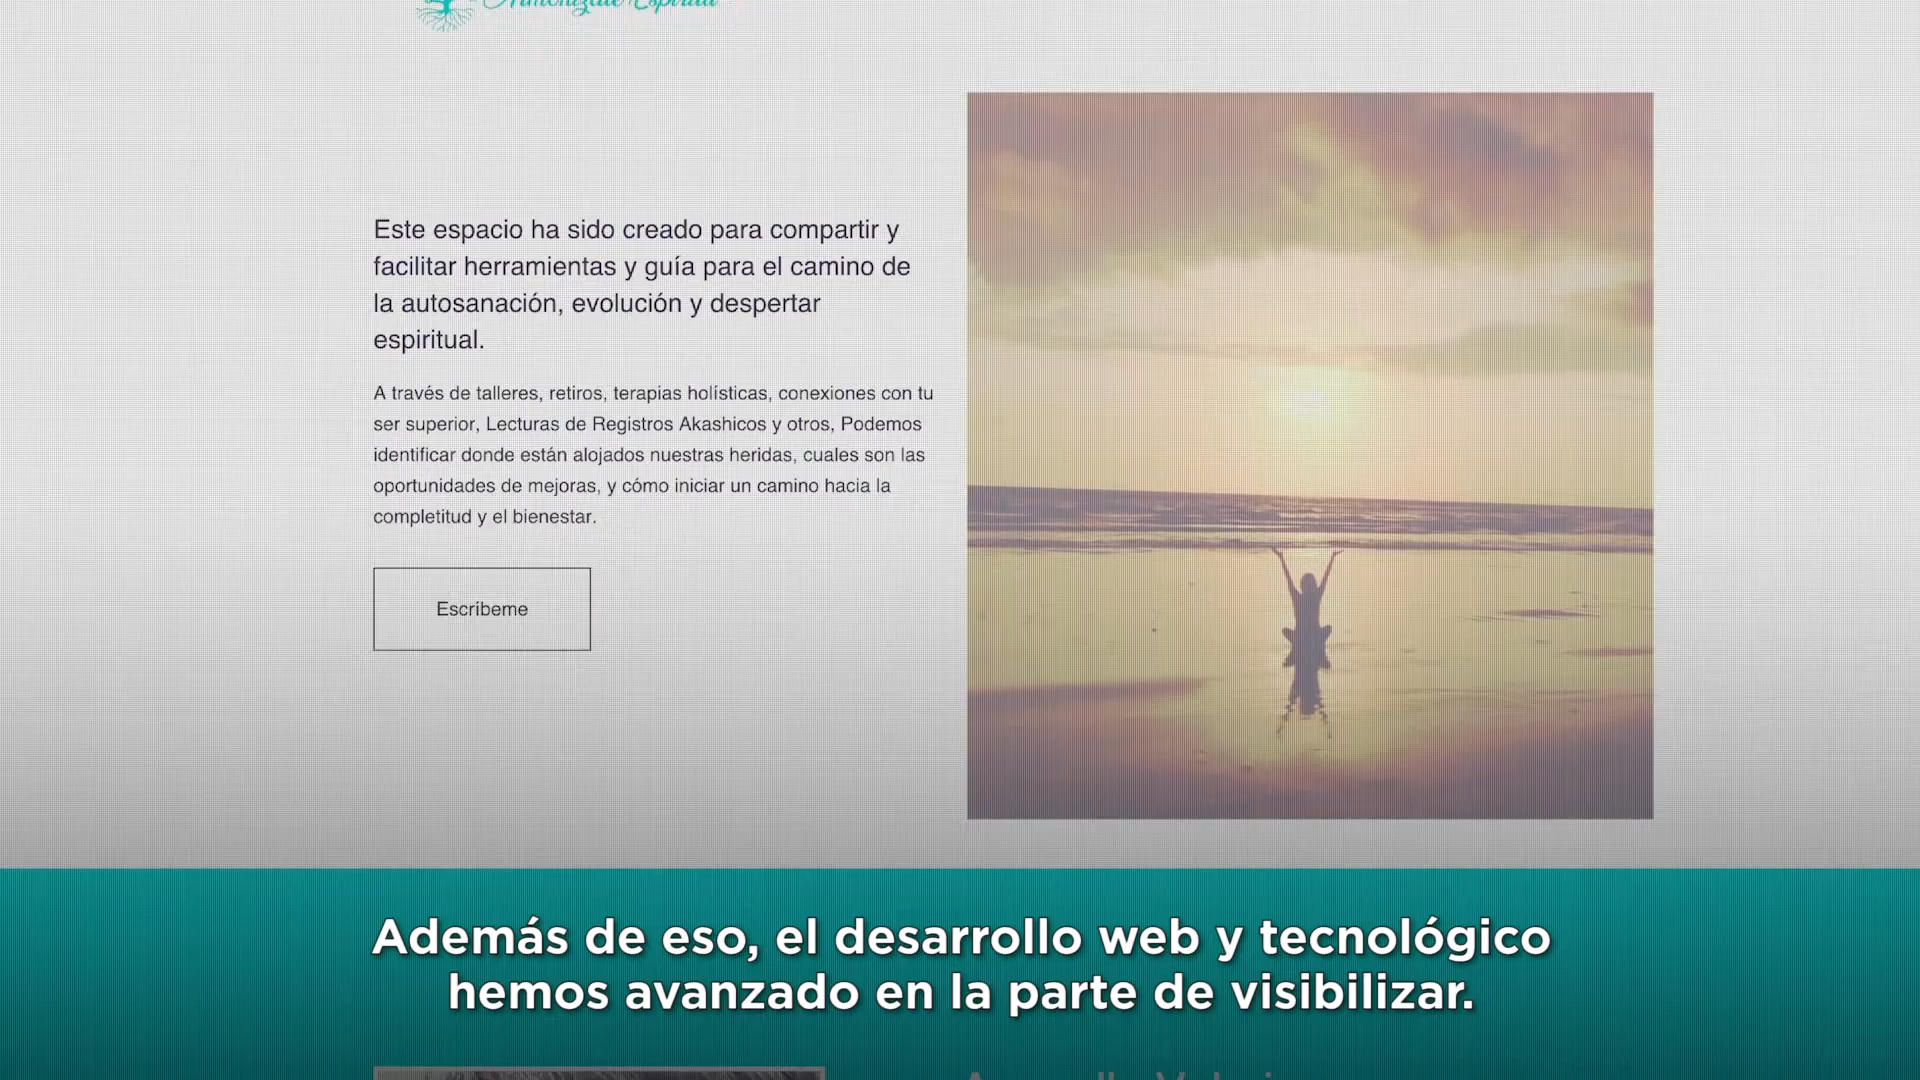 Este espacio ha sido creado para compartir y
facilitar herramientas y guía para el camino de
la autosanación, evolución y despertar
espiritual.
A través de talleres, retiros, terapias holísticas, conexiones con tu
ser superior, Lecturas de Registros Akashicos y otros, Podemos
identificar donde están alojados nuestras heridas, cuales son las
oportunidades de mejoras, y cómo iniciar un camino hacia la
completitud y el bienestar.
Escríbeme
Además de eso, el desarrollo web y tecnológico
hemos avanzado en la parte de visibilizar.